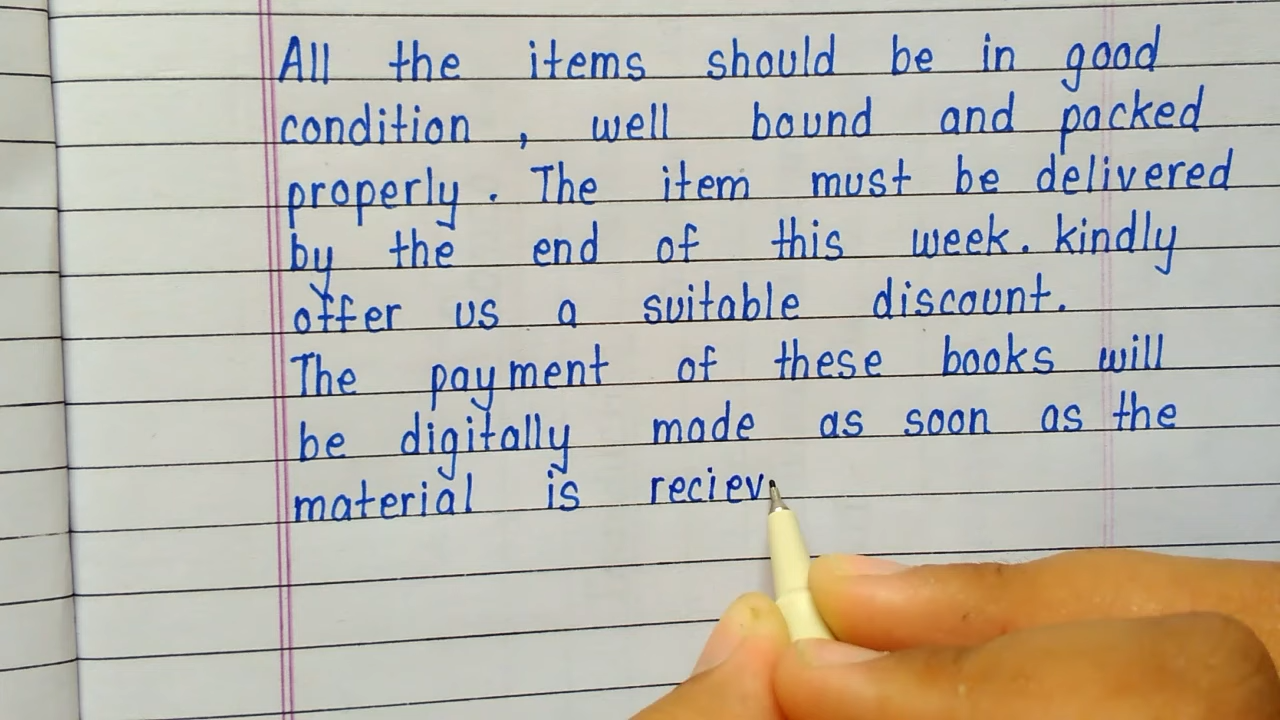 All the items should be in good
condition , well bound and packed
properly . The item must be delivered
by the end of this week. kindly
offer us a suitable discount.
The payment of these books will
be digitally made as soon as the
material is reciev